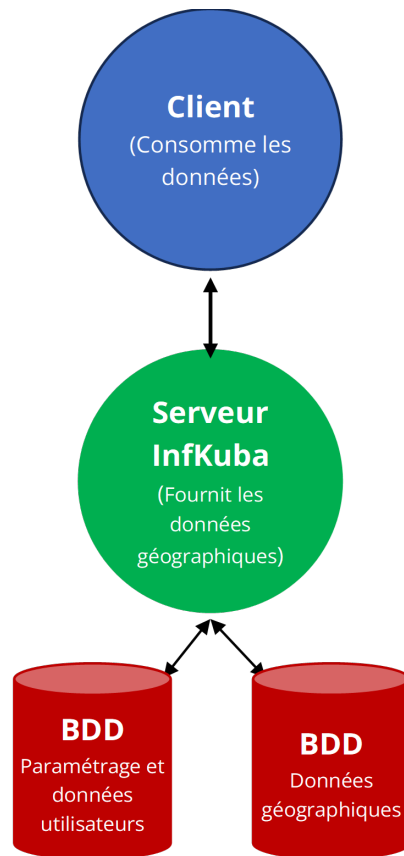 Client
(Consomme les
données)
Serveur
InfKuba
(Fournit les
données
géographiques)
BDD
Paramétrage et
données
utilisateurs
BDD
Données
géographiques